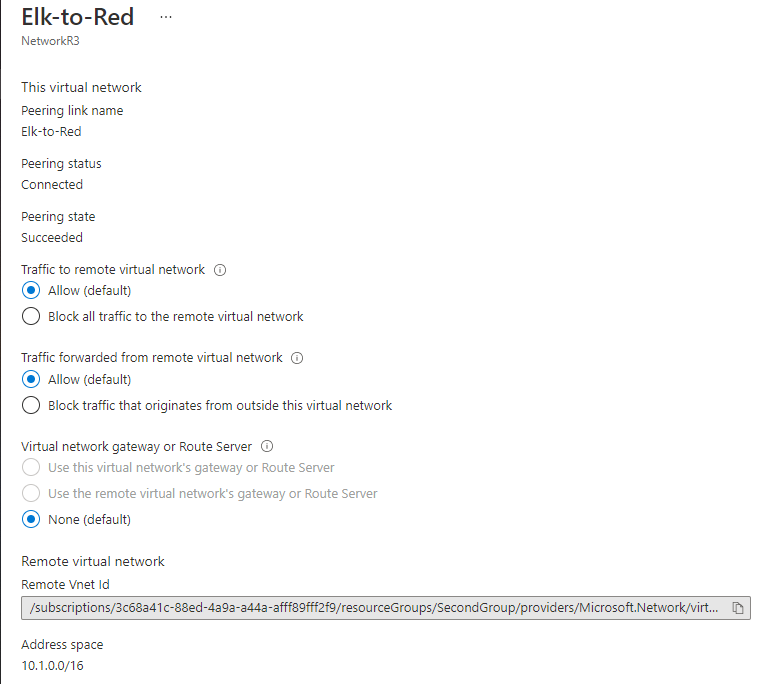 Elk-to-Red ...
NetworkR3
This virtual network
Peering link name
Elk-to-Red
Peering status
Connected
Peering state
Succeeded
Traffic to remote virtual network
Allow (default)
Block all traffic to the remote virtual network
Traffic forwarded from remote virtual network
Allow (default)
Block traffic that originates from outside this virtual network
Virtual network gateway or Route Server
Use this virtual network's gateway or Route Server
Use the remote virtual network's gateway or Route Server
None (default)
Remote virtual network
Remote Vnet Id
/subscriptions/3c68a41c-88ed-4a9a-a44a-afff89fff2f9/resourceGroups/SecondGroup/providers/Microsoft.Network/virt...
Address space
10.1.0.0/16